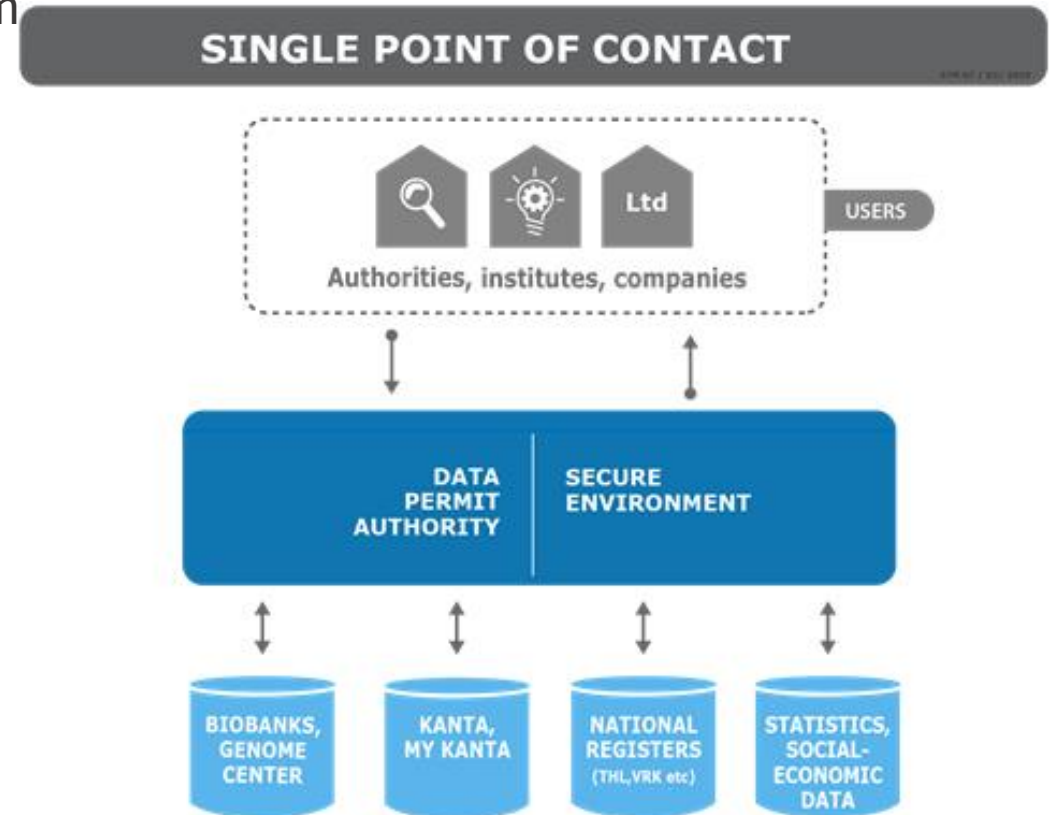 n
SINGLE POINT OF CONTACT
Ltd
USERS
Authorities, institutes, companies
DATA
PERMIT
AUTHORITY
SECURE
ENVIRONMENT
BIOBANKS,
GENOME
CENTER
KANTA,
MY KANTA
NATIONAL
REGISTERS
(THL,VRK etc)
STATISTICS,
SOCIAL-
ECONOMIC
DATA